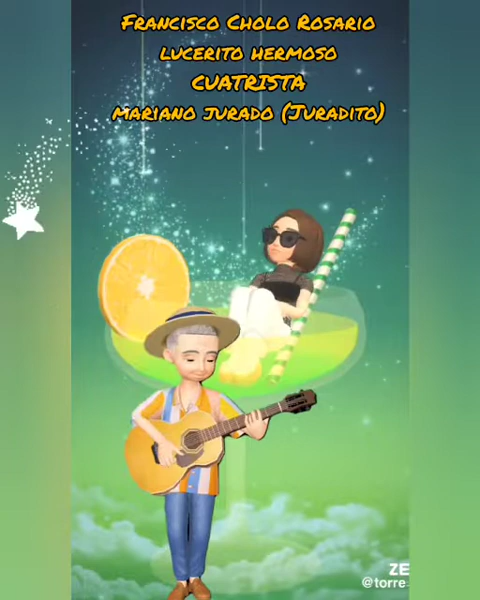 Francisco Cholo Rosario
lucerito hermoso
CUATRISTA
mariano jurado (Juradito)
ZE
@torre